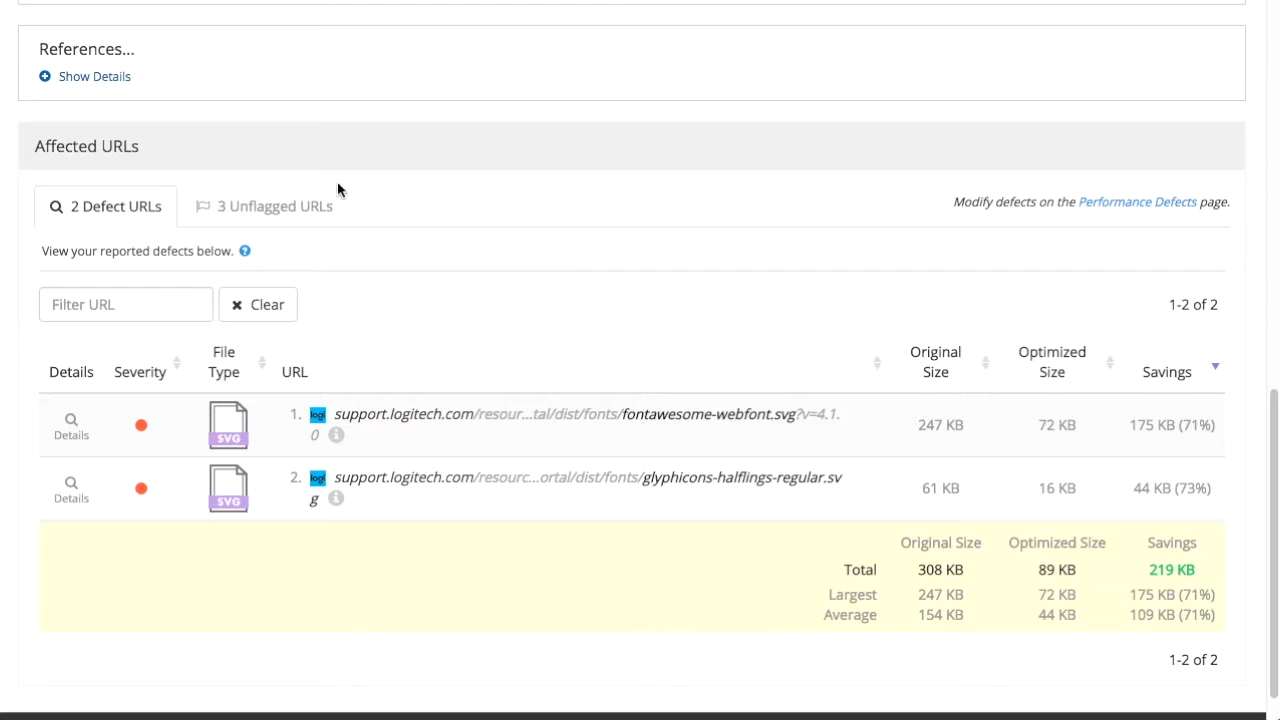 References...
Show Details
Affected URLs
2 Defect URLs
3 Unflagged URLs
Modify defects on the Performance Defects page.
View your reported defects below. ?
Filter URL
Clear
1-2 of 2
Details Severity File Type URL Original Size Optimized Size Savings
Details SVG 1. logi support.logitech.com/resour...tal/dist/fonts/fontawesome-webfont.svg?v=4.1.
0 i
247 KB 72 KB 175 KB (71%)
Details SVG 2. logi support.logitech.com/resourc...ortal/dist/fonts/glyphicons-halflings-regular.sv
g i
61 KB 16 KB 44 KB (73%)
Original Size Optimized Size Savings
Total 308 KB 89 KB 219 KB
Largest 247 KB 72 KB 175 KB (71%)
Average 154 KB 44 KB 109 KB (71%)
1-2 of 2